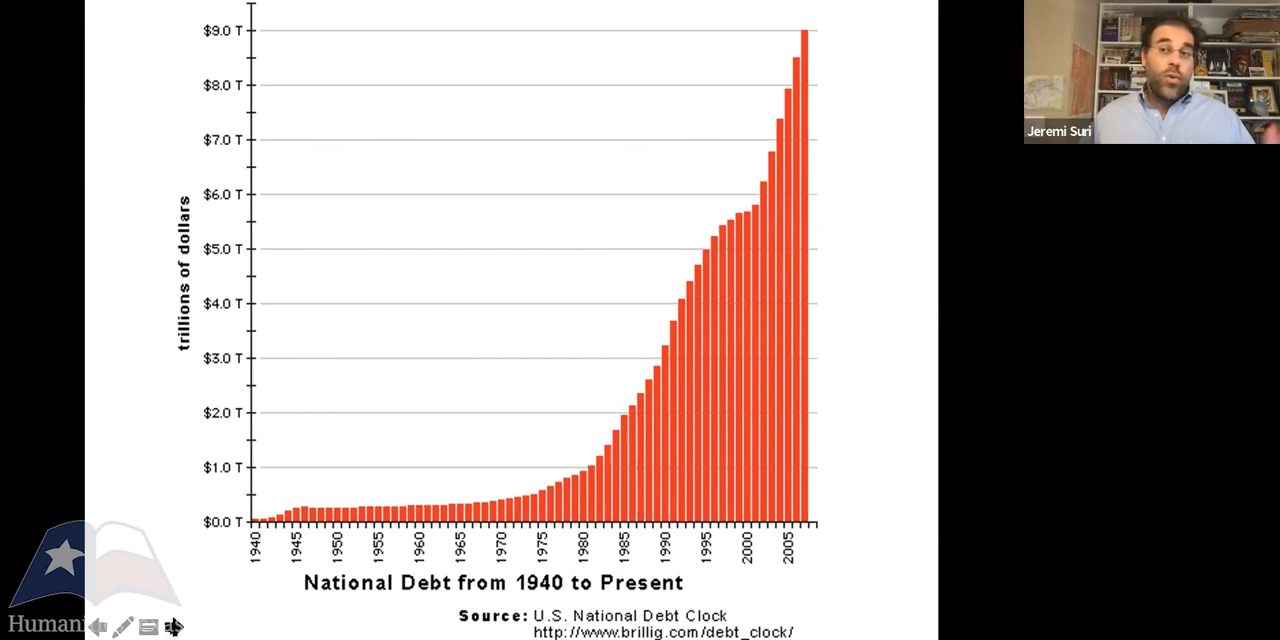 $9.0 T
$8.0 T
$7.0 T
$6.0 T
$5.0 T
$4.0 T
$3.0 T
$2.0 T
$1.0 T
$0.0 T
trillions of dollars
1940
1945
1950
1955
1960
1965
1970
1975
1980
1985
1990
1995
2000
2005
National Debt from 1940 to Present
Source: U.S. National Debt Clock
http://www.brillig.com/debt_clock/
Jeremi Suri
Humani